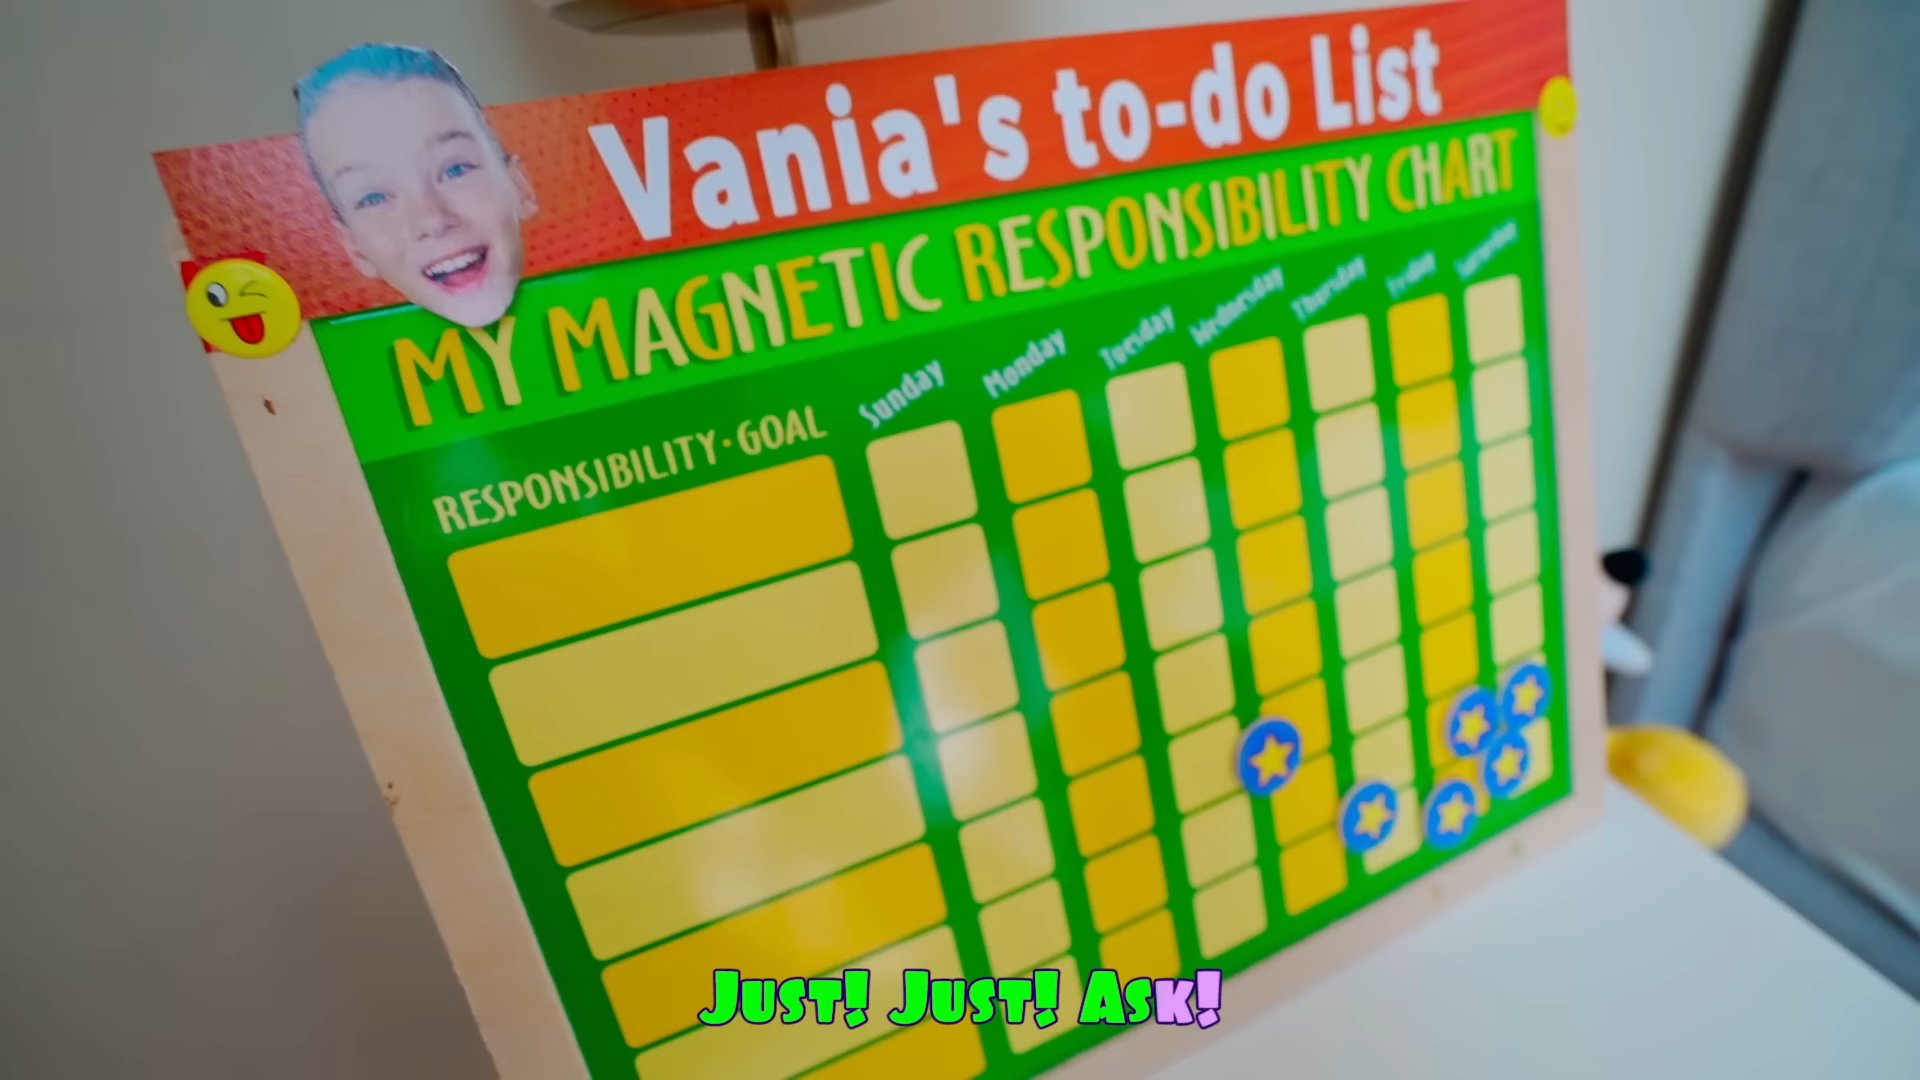 Vania's to-do List
MY MAGNETIC RESPONSIBILITY CHART
RESPONSIBILITY · GOAL
Sunday
Monday
Tuesday
Wednesday
Thursday
Friday
Saturday
Just! Just! Ask!